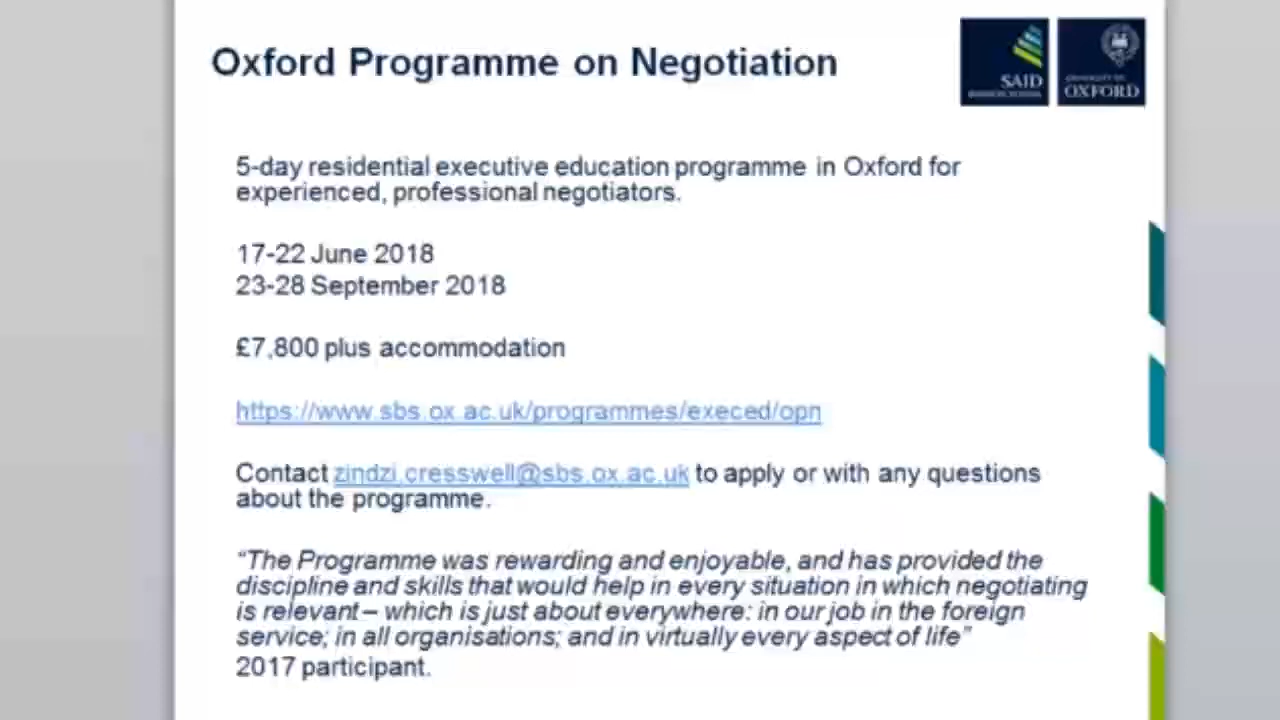 Oxford Programme on Negotiation
SAID
UNIVERSITY OF
OXFORD
5-day residential executive education programme in Oxford for
experienced, professional negotiators.
17-22 June 2018
23-28 September 2018
£7,800 plus accommodation
https://www.sbs.ox.ac.uk/programmes/execed/opn
Contact zindzi.cresswell@sbs.ox.ac.uk to apply or with any questions
about the programme.
“The Programme was rewarding and enjoyable, and has provided the
discipline and skills that would help in every situation in which negotiating
is relevant – which is just about everywhere: in our job in the foreign
service; in all organisations; and in virtually every aspect of life”
2017 participant.